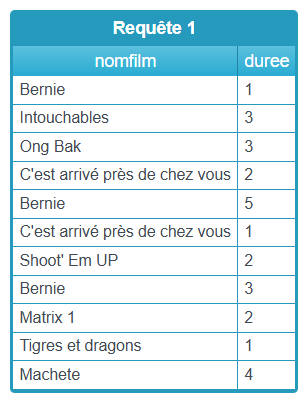 Requête 1
nomfilm duree
Bernie 1
Intouchables 3
Ong Bak 3
C'est arrivé près de chez vous 2
Bernie 5
C'est arrivé près de chez vous 1
Shoot' Em UP 2
Bernie 3
Matrix 1 2
Tigres et dragons 1
Machete 4